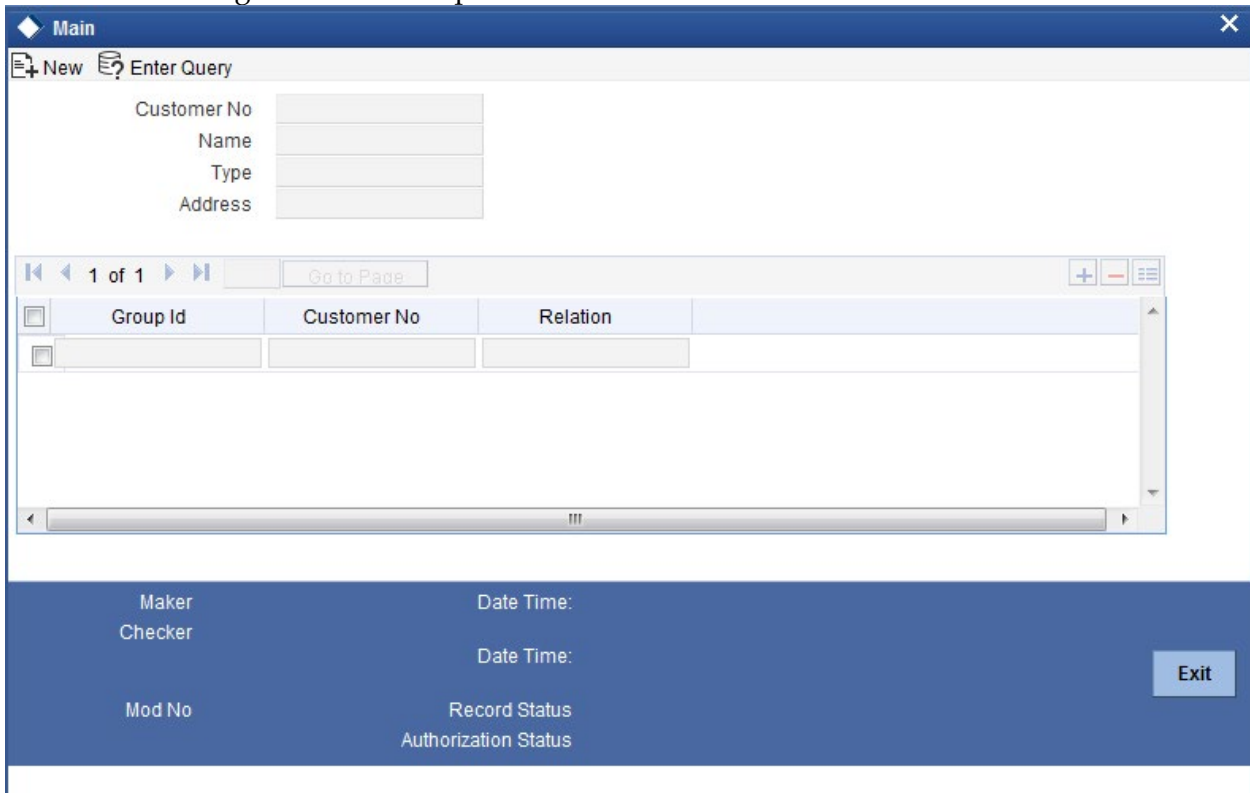 Main
New Enter Query
Customer No
Name
Type
Address
1 of 1 Go to Page
Group Id Customer No Relation
Maker Date Time:
Checker
Date Time:
Exit
Mod No Record Status
Authorization Status